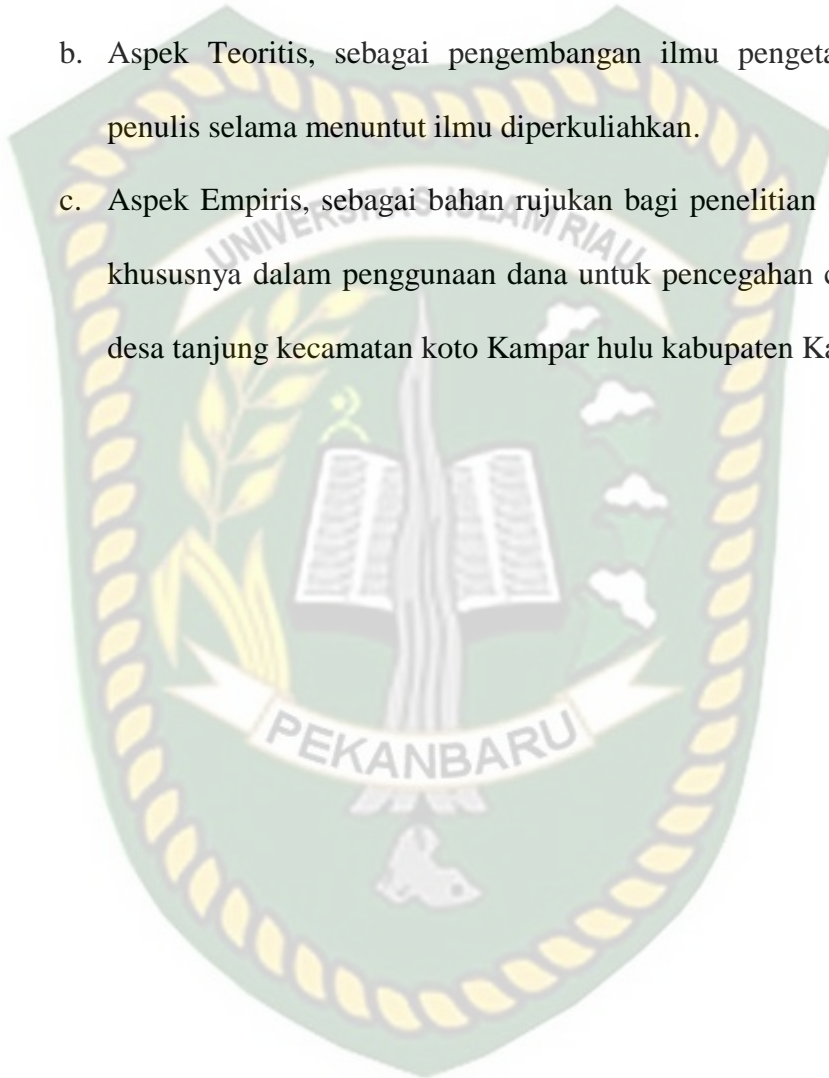 b. Aspek Teoritis, sebagai pengembangan ilmu pengeta
penulis selama menuntut ilmu diperkuliahkan.
c. Aspek Empiris, sebagai bahan rujukan bagi penelitian
UNIVERSITAS ISLAM RIAU
khususnya dalam penggunaan dana untuk pencegahan
desa tanjung kecamatan koto Kampar hulu kabupaten Ka
PEKANBARU